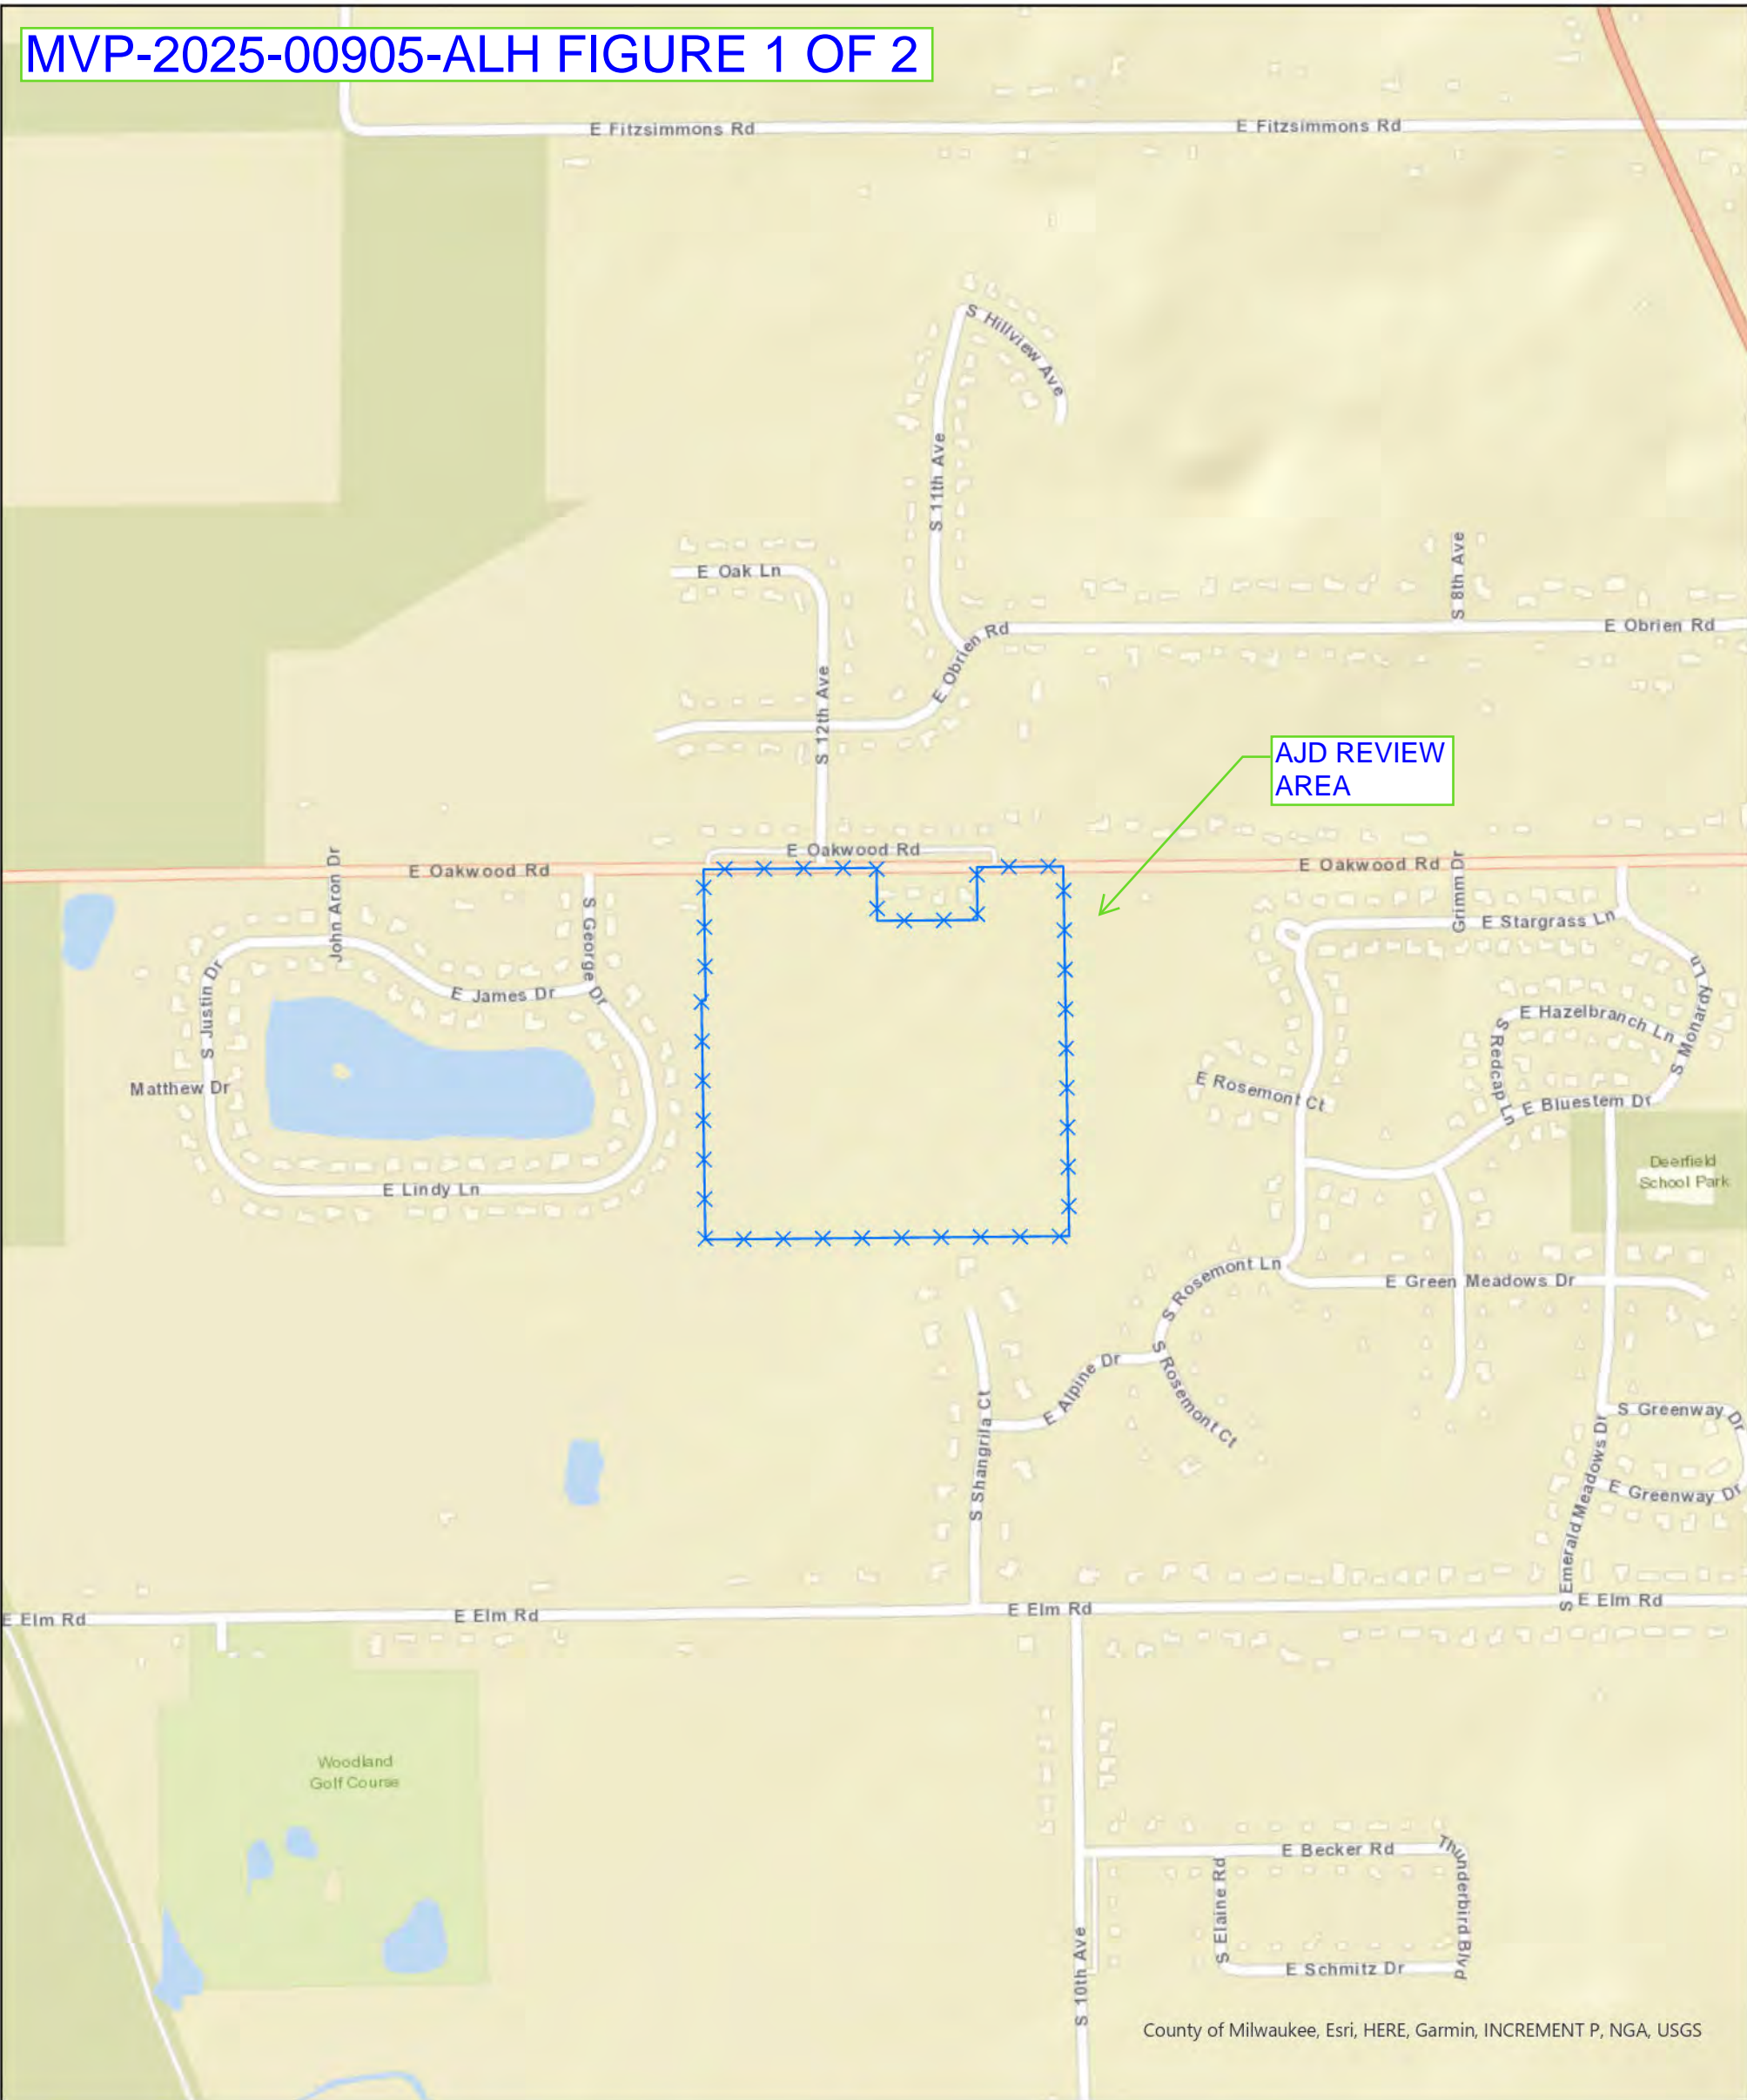 MVP-2025-00905-ALH FIGURE 1 OF 2
E Fitzsimmons Rd
E Fitzsimmons Rd
S Hillview Ave
S 11th Ave
E Oak Ln
S 8th Ave
E Obrien Rd
E Obrien Rd
S 12th Ave
AJD REVIEW
AREA
E Oakwood Rd
E Oakwood Rd
E Oakwood Rd
John Aron Dr
S George Dr
Grimm Dr
E Stargrass Ln
S Justin Dr
E James Dr
S Monardy Ln
E Hazelbranch Ln
S Redcap Ln
Matthew Dr
E Rosemont Ct
E Bluestem Dr
Deerfield
School Park
E Lindy Ln
S Rosemont Ln
E Green Meadows Dr
E Alpine Dr
S Rosemont Ct
S Shangrila Ct
S Greenway Dr
S Emerald Meadows Dr
E Greenway Dr
E Elm Rd
E Elm Rd
E Elm Rd
E Elm Rd
Woodland
Golf Course
E Becker Rd
Thunderbird Blvd
S Elaine Rd
S 10th Ave
E Schmitz Dr
County of Milwaukee, Esri, HERE, Garmin, INCREMENT P, NGA, USGS